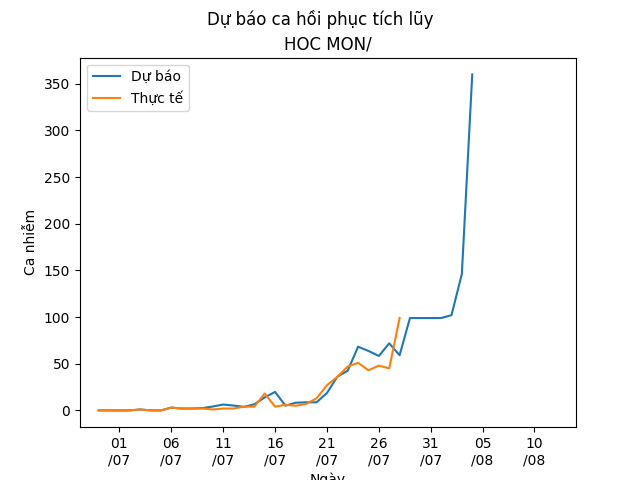 Dự báo ca hồi phục tích lũy
HOC MON/
Dự báo
Thực tế
Ca nhiễm
350
300
250
200
150
100
50
0
01 06 11 16 21 26 31 05 10
/07 /07 /07 /07 /07 /07 /07 /08 /08
Ngày